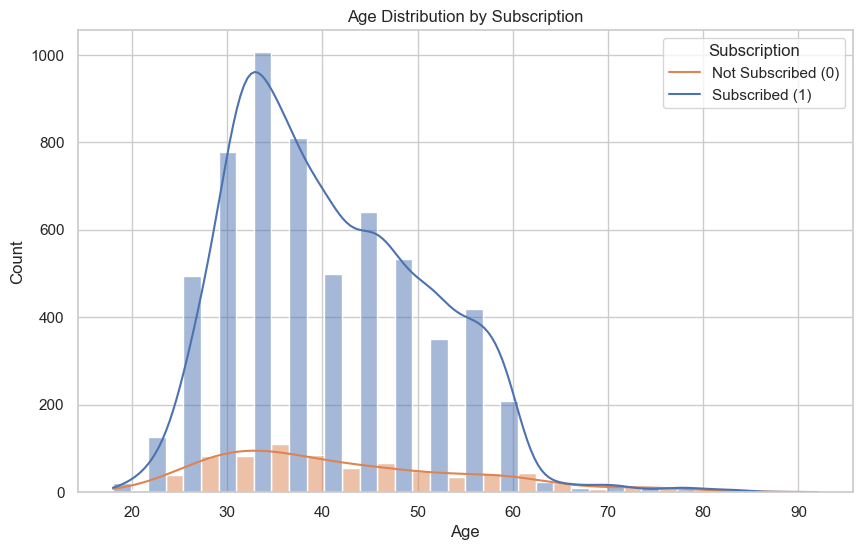 Age Distribution by Subscription
Subscription
Not Subscribed (0)
Subscribed (1)
Count
1000
800
600
400
200
0
20 30 40 50 60 70 80 90
Age